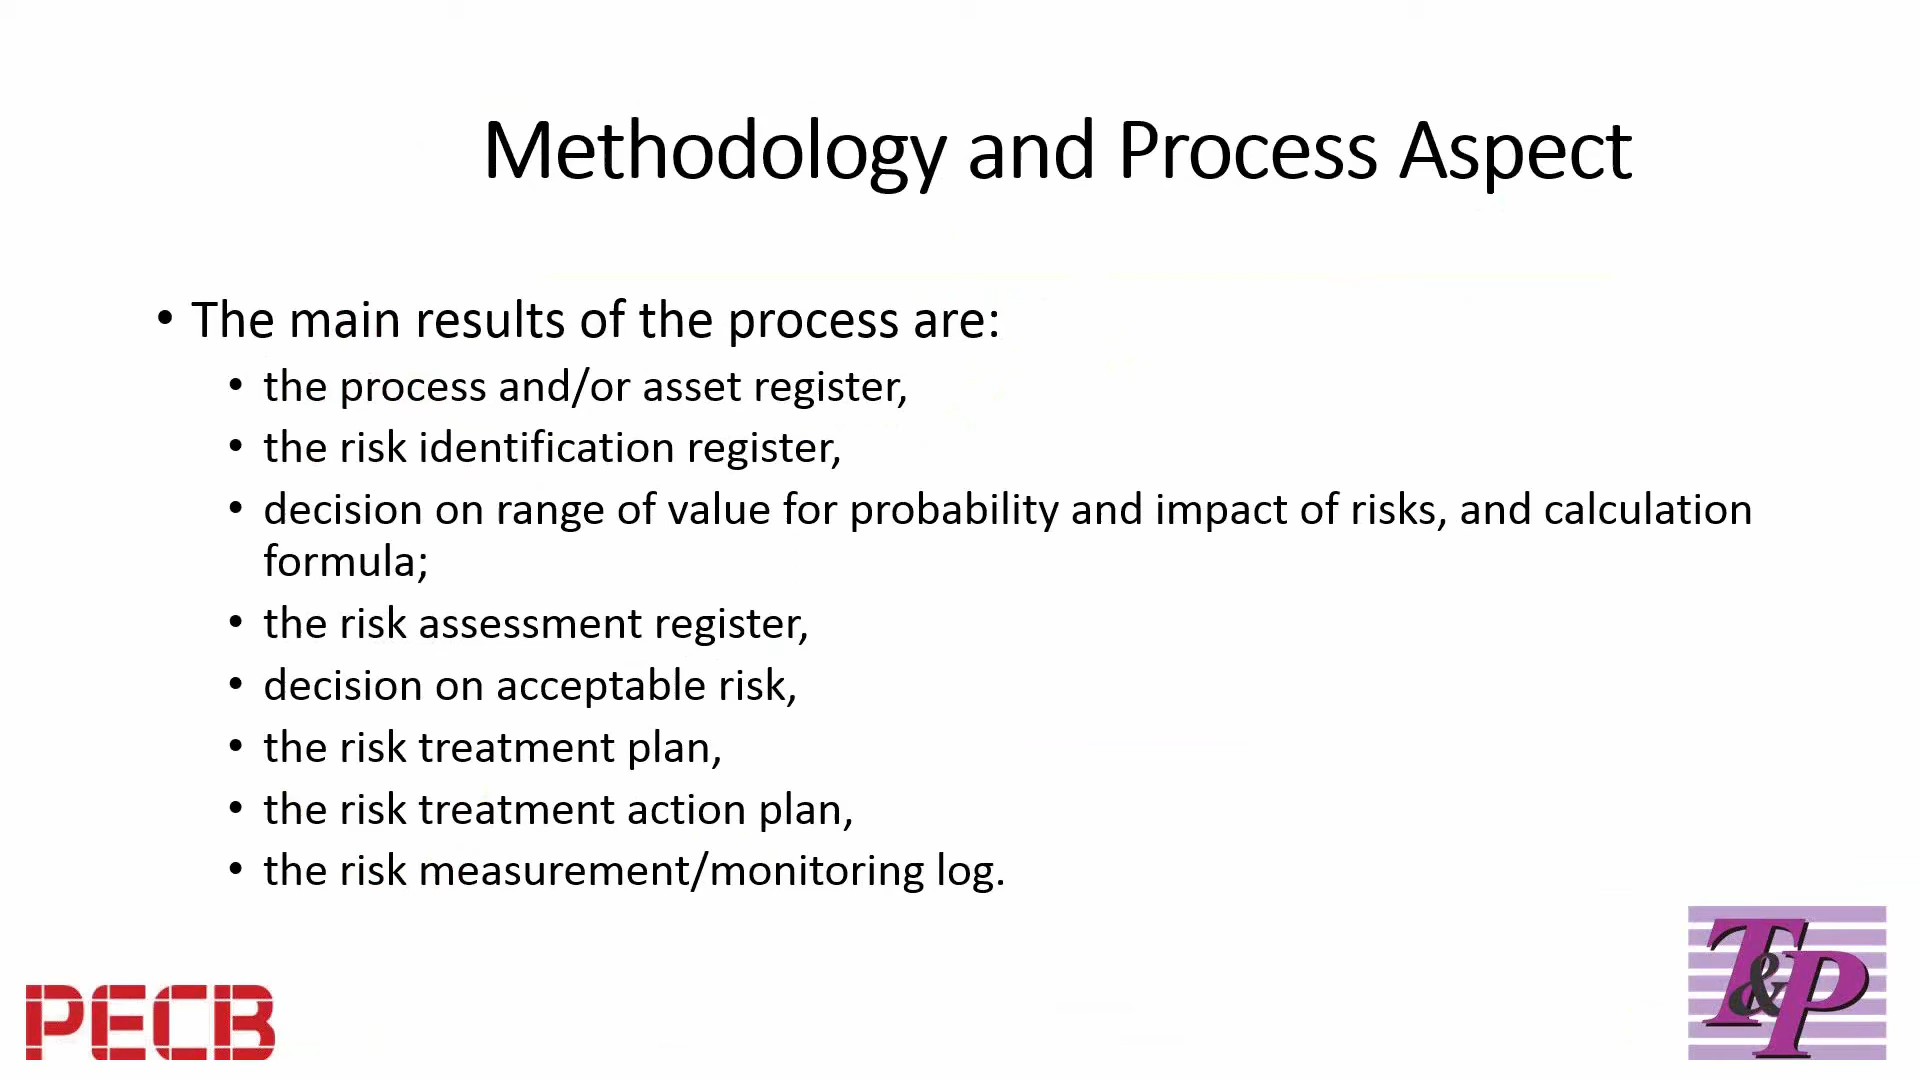 Methodology and Process Aspect
• The main results of the process are:
• the process and/or asset register,
• the risk identification register,
• decision on range of value for probability and impact of risks, and calculation
formula;
• the risk assessment register,
• decision on acceptable risk,
• the risk treatment plan,
• the risk treatment action plan,
• the risk measurement/monitoring log.
PECB
T&P